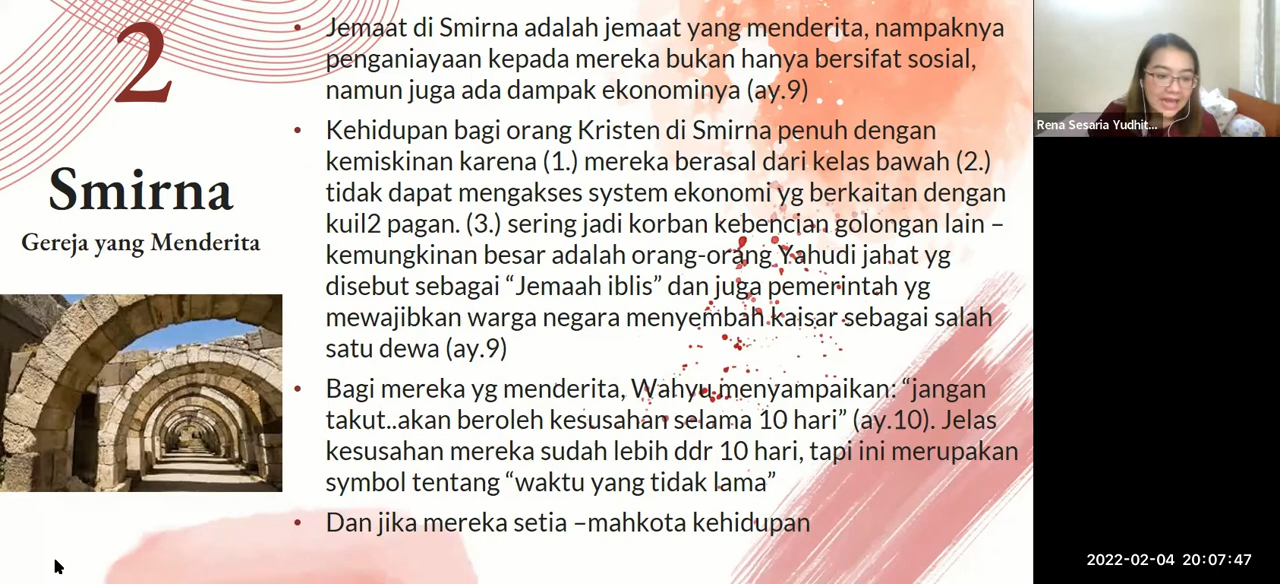 2
Smirna
Gereja yang Menderita
• Jemaat di Smirna adalah jemaat yang menderita, nampaknya
penganiayaan kepada mereka bukan hanya bersifat sosial,
namun juga ada dampak ekonominya (ay.9)
• Kehidupan bagi orang Kristen di Smirna penuh dengan
kemiskinan karena (1.) mereka berasal dari kelas bawah (2.)
tidak dapat mengakses system ekonomi yg berkaitan dengan
kuil2 pagan. (3.) sering jadi korban kebencian golongan lain –
kemungkinan besar adalah orang-orang Yahudi jahat yg
disebut sebagai “Jemaah iblis” dan juga pemerintah yg
mewajibkan warga negara menyembah kaisar sebagai salah
satu dewa (ay.9)
• Bagi mereka yg menderita, Wahyu menyampaikan: “jangan
takut..akan beroleh kesusahan selama 10 hari” (ay.10). Jelas
kesusahan mereka sudah lebih ddr 10 hari, tapi ini merupakan
symbol tentang “waktu yang tidak lama”
• Dan jika mereka setia –mahkota kehidupan
Rena Sesaria Yudhit...
2022-02-04 20:07:47